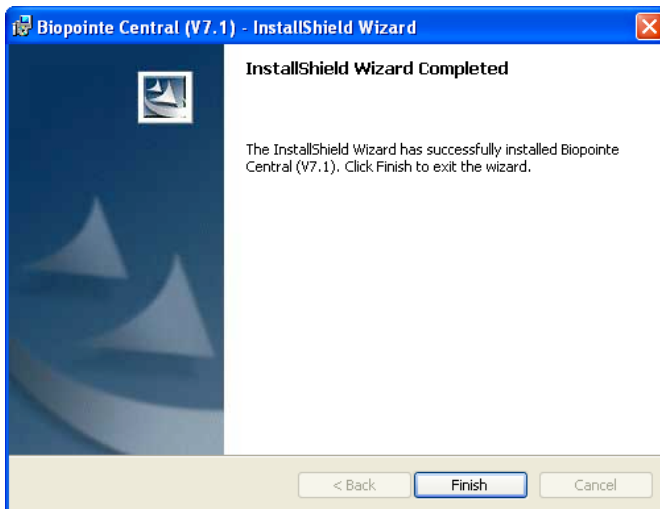 Biopointe Central (V7.1) - InstallShield Wizard
InstallShield Wizard Completed
The InstallShield Wizard has successfully installed Biopointe
Central (V7.1). Click Finish to exit the wizard.
< Back
Finish
Cancel